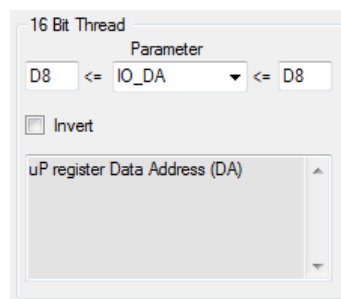 16 Bit Thread
Parameter
D8 <= IO_DA <= D8
Invert
uP register Data Address (DA)